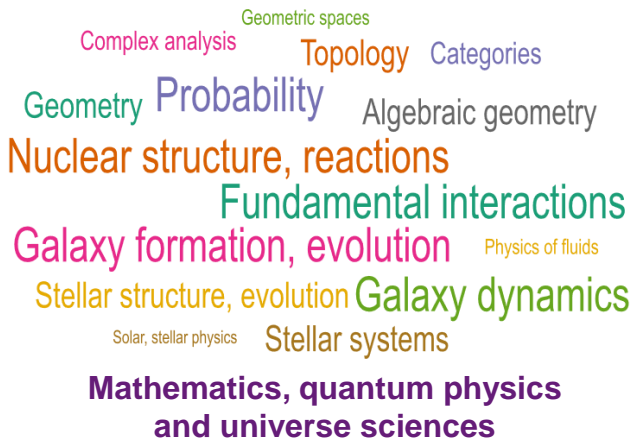 Geometric spaces
Complex analysis
Topology
Categories
Geometry
Probability
Algebraic geometry
Nuclear structure, reactions
Fundamental interactions
Galaxy formation, evolution
Physics of fluids
Stellar structure, evolution
Galaxy dynamics
Solar, stellar physics
Stellar systems
Mathematics, quantum physics
and universe sciences